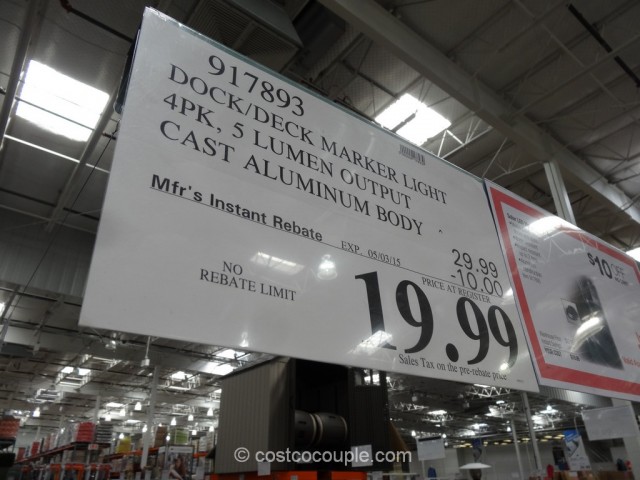 917893
DOCK/DECK MARKER LIGHT
4PK, 5 LUMEN OUTPUT
CAST ALUMINUM BODY
Mfr's Instant Rebate EXP 05/03/15 29.99
-10.00
NO
REBATE LIMIT
PRICE AT REGISTER
19.99
Sales Tax on the pre-rebate price
$10 OFF
© costcocouple.com